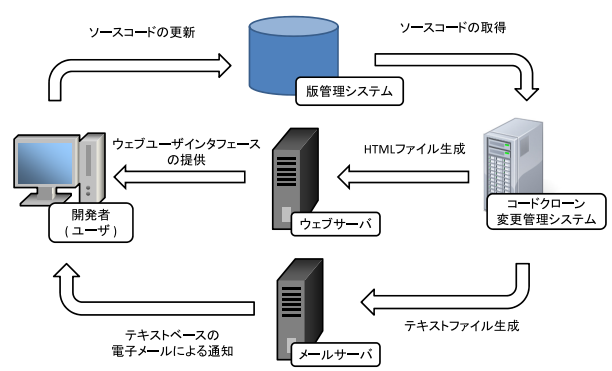 ソースコードの更新
ソースコードの取得
版管理システム
ウェブユーザインタフェース
の提供
HTMLファイル生成
開発者
(ユーザ)
ウェブサーバ
コードクローン
変更管理システム
テキストベースの
電子メールによる通知
メールサーバ
テキストファイル生成